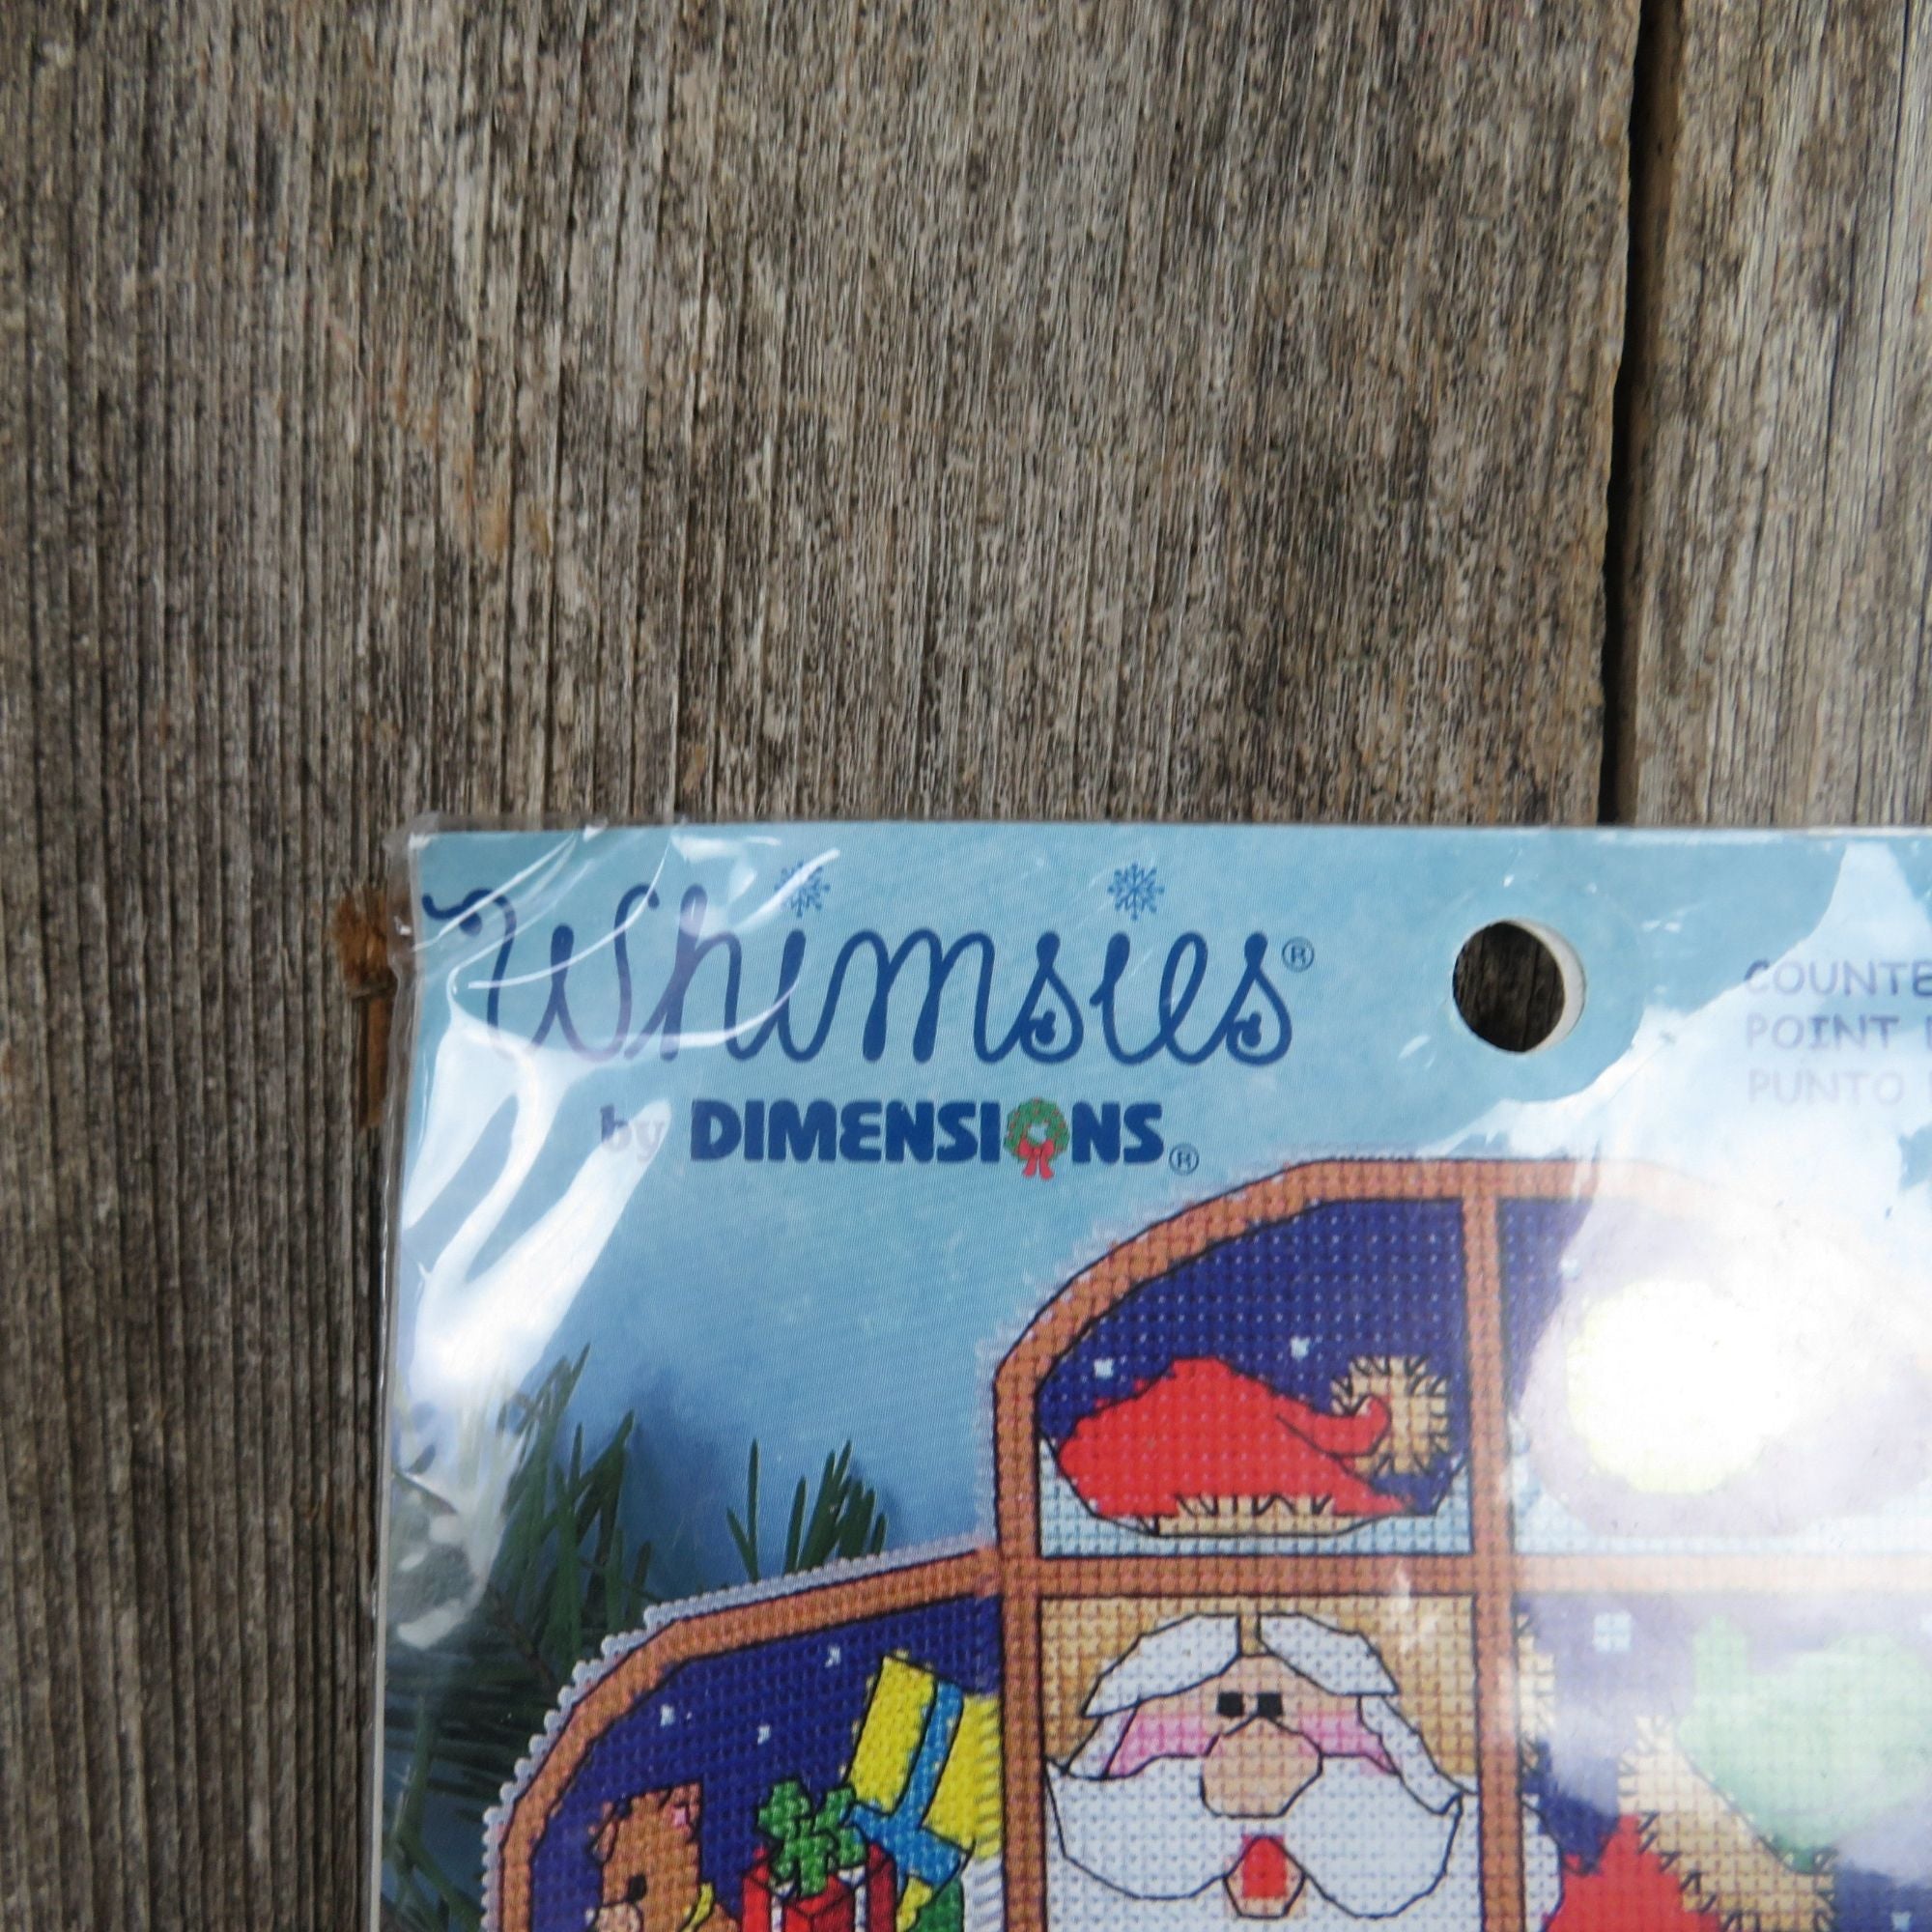 Whimsies®
by DIMENSIONS®
COUNTE
POINT
PUNTO